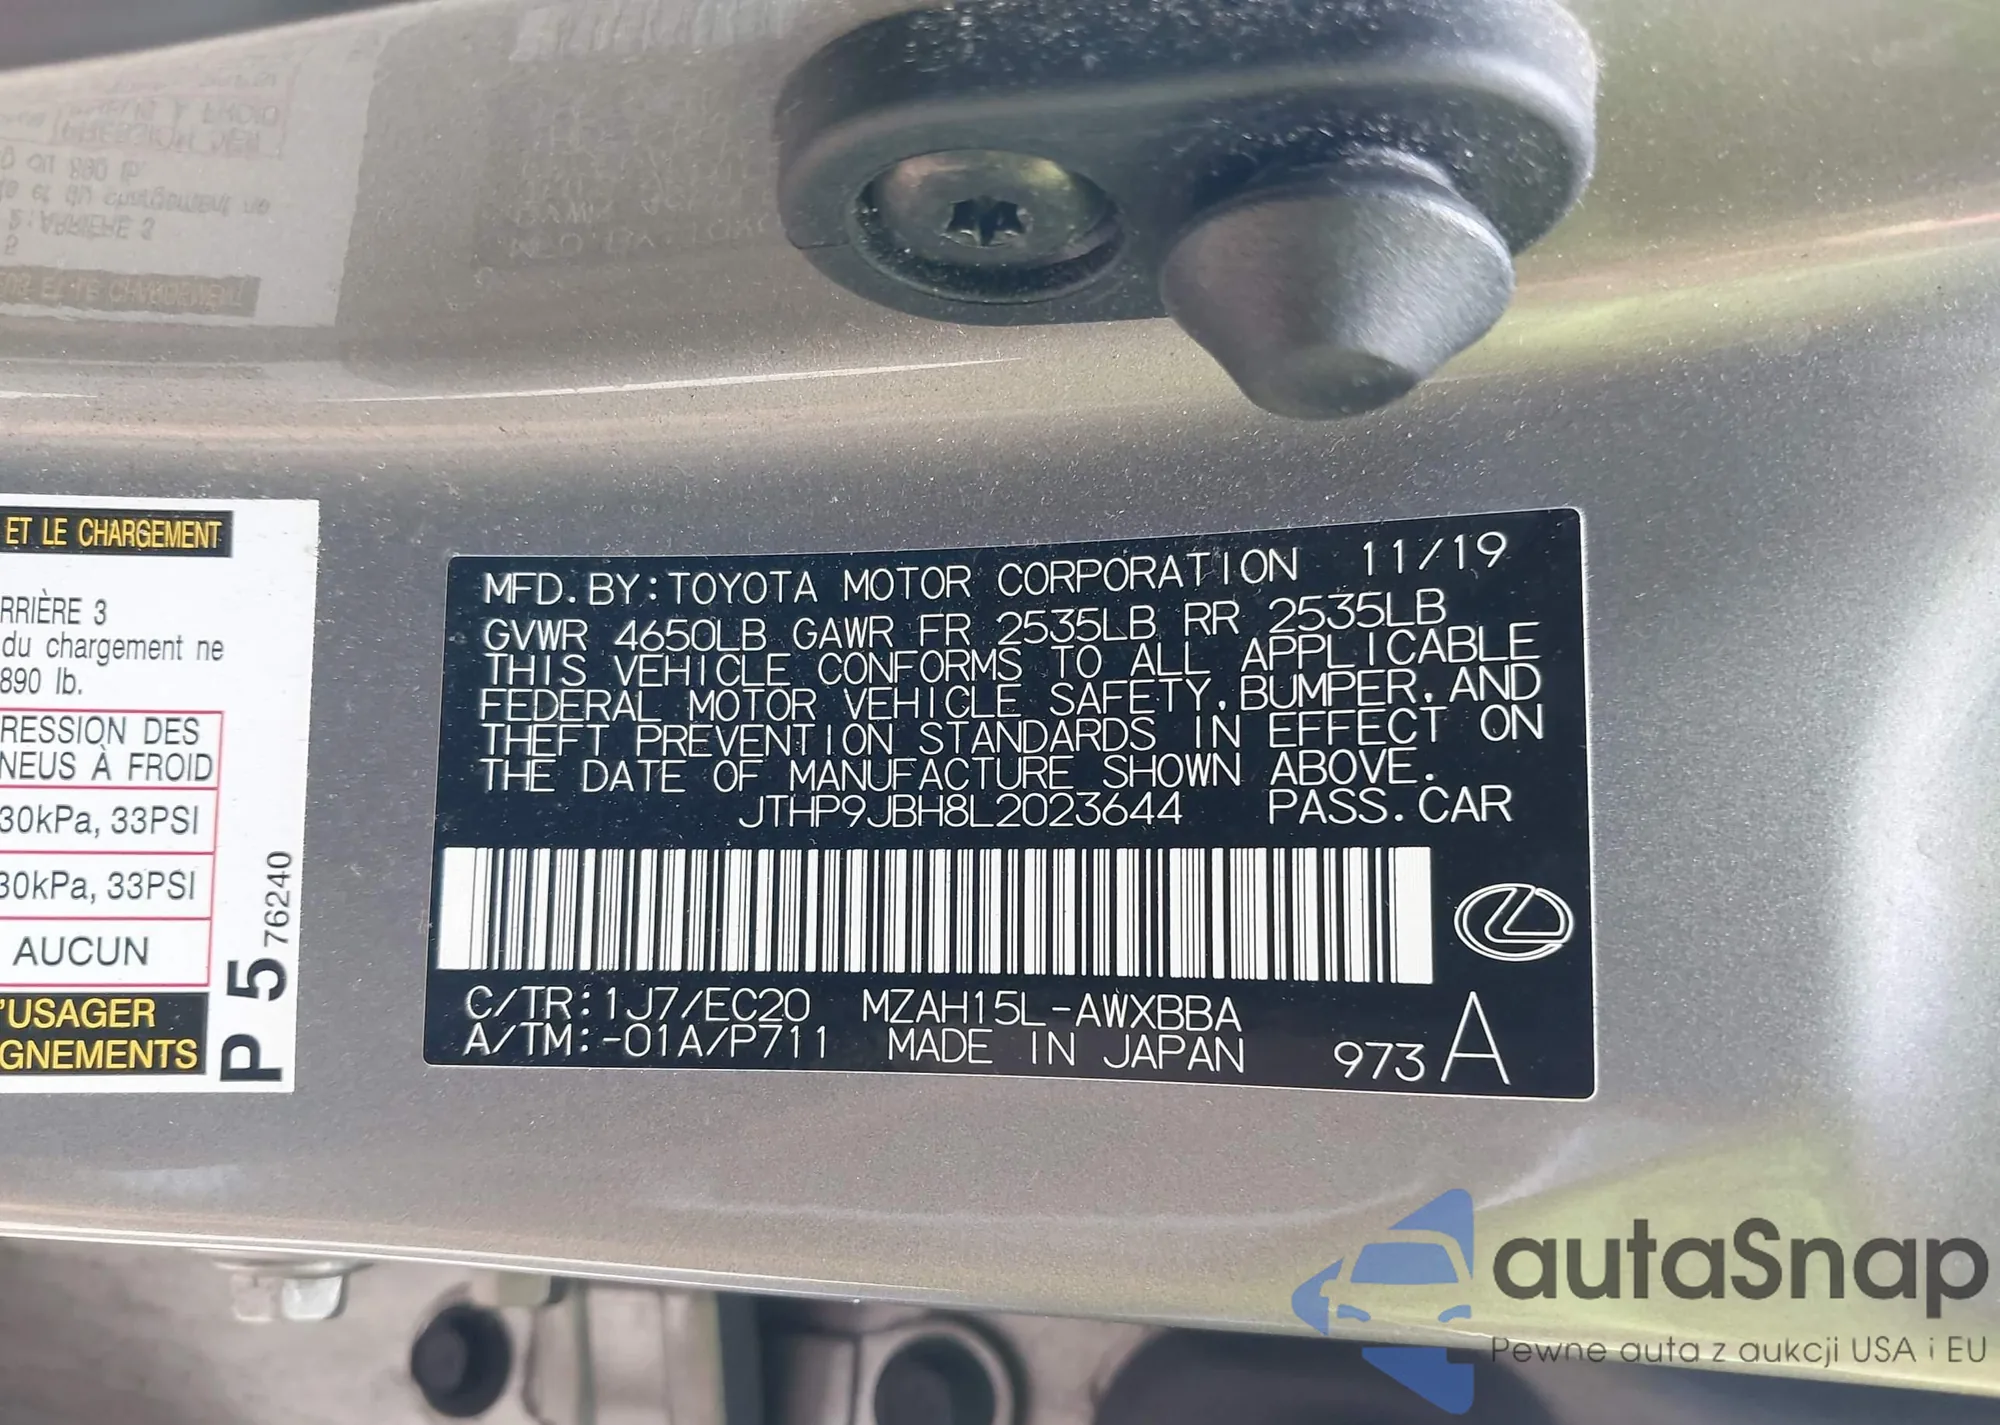 ET LE CHARGEMENT
RRIÈRE 3
du chargement ne
890 lb.
RESSION DES
NEUS À FROID
30kPa, 33PSI
30kPa, 33PSI
AUCUN
'USAGER
GNEMENTS
P 5 76240
MFD. BY: TOYOTA MOTOR CORPORATION 11/19
GVWR 4650LB GAWR FR 2535LB RR 2535LB
THIS VEHICLE CONFORMS TO ALL APPLICABLE
FEDERAL MOTOR VEHICLE SAFETY, BUMPER, AND
THEFT PREVENTION STANDARDS IN EFFECT ON
THE DATE OF MANUFACTURE SHOWN ABOVE.
JTHP9JBH8L2023644 PASS. CAR
C/TR: 1J7/EC20 MZAH15L-AWXBBA
A/TM: -01A/P711 MADE IN JAPAN 973 A
autaSnap
Pewne auta z aukcji USA i EU